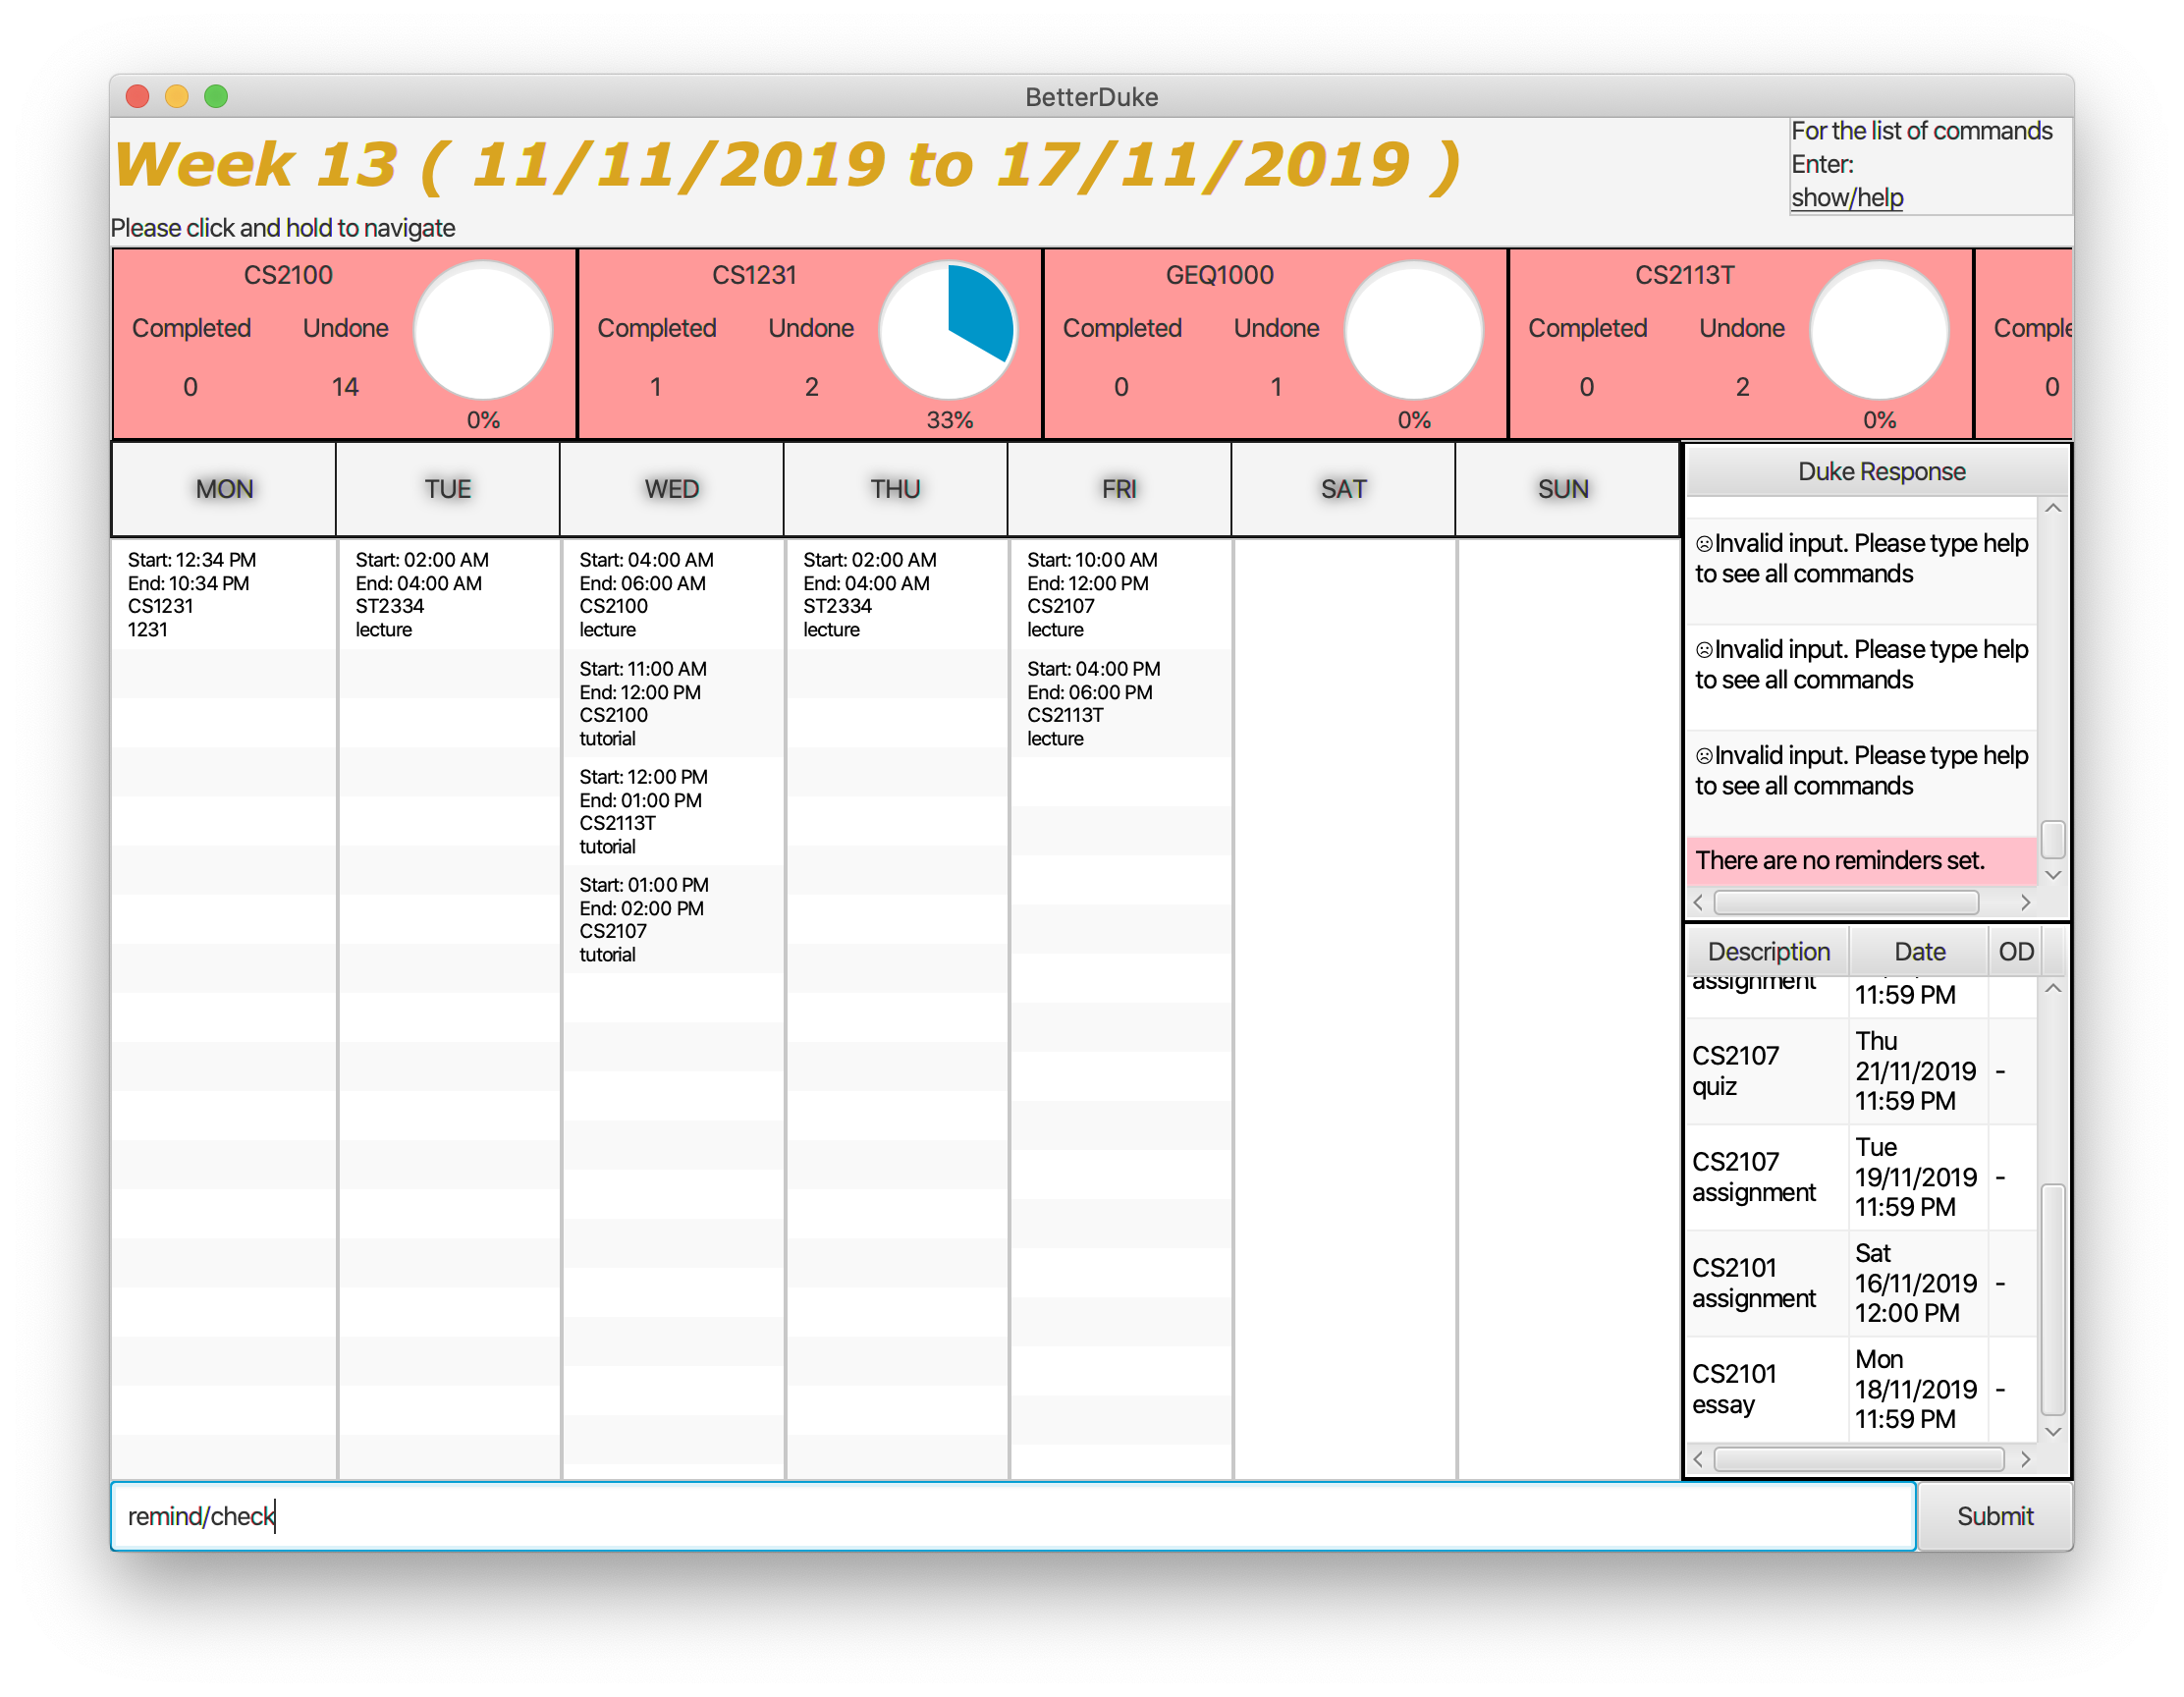 BetterDuke
Week 13 ( 11/11/2019 to 17/11/2019 )
For the list of commands
Enter:
show/help
Please click and hold to navigate
CS2100
Completed Undone
0 14
0%
CS1231
Completed Undone
1 2
33%
GEQ1000
Completed Undone
0 1
0%
CS2113T
Completed Undone
0 2
0%
Comple
0
MON TUE WED THU FRI SAT SUN
Start: 12:34 PM
End: 10:34 PM
CS1231
1231
Start: 02:00 AM
End: 04:00 AM
ST2334
lecture
Start: 04:00 AM
End: 06:00 AM
CS2100
lecture
Start: 11:00 AM
End: 12:00 PM
CS2100
tutorial
Start: 12:00 PM
End: 01:00 PM
CS2113T
tutorial
Start: 01:00 PM
End: 02:00 PM
CS2107
tutorial
Start: 02:00 AM
End: 04:00 AM
ST2334
lecture
Start: 10:00 AM
End: 12:00 PM
CS2107
lecture
Start: 04:00 PM
End: 06:00 PM
CS2113T
lecture
Duke Response
☹Invalid input. Please type help
to see all commands
☹Invalid input. Please type help
to see all commands
☹Invalid input. Please type help
to see all commands
There are no reminders set.
Description Date OD
assignment
11:59 PM
CS2107
quiz
Thu
21/11/2019
11:59 PM
-
CS2107
assignment
Tue
19/11/2019
11:59 PM
-
CS2101
assignment
Sat
16/11/2019
12:00 PM
-
CS2101
essay
Mon
18/11/2019
11:59 PM
-
remind/check
Submit